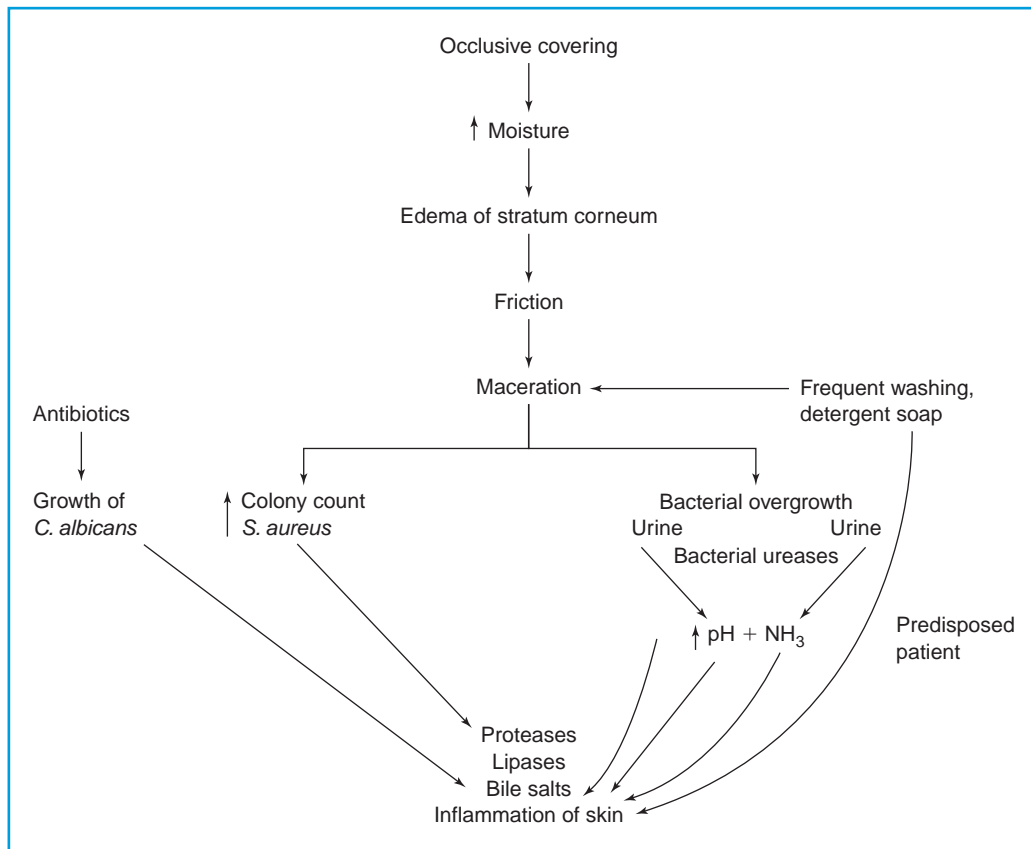 Occlusive covering
↑ Moisture
Edema of stratum corneum
Friction
Maceration
Frequent washing,
detergent soap
Antibiotics
Growth of
C. albicans
↑ Colony count
S. aureus
Bacterial overgrowth
Urine Urine
Bacterial ureases
↑ pH + NH₃
Predisposed
patient
Proteases
Lipases
Bile salts
Inflammation of skin